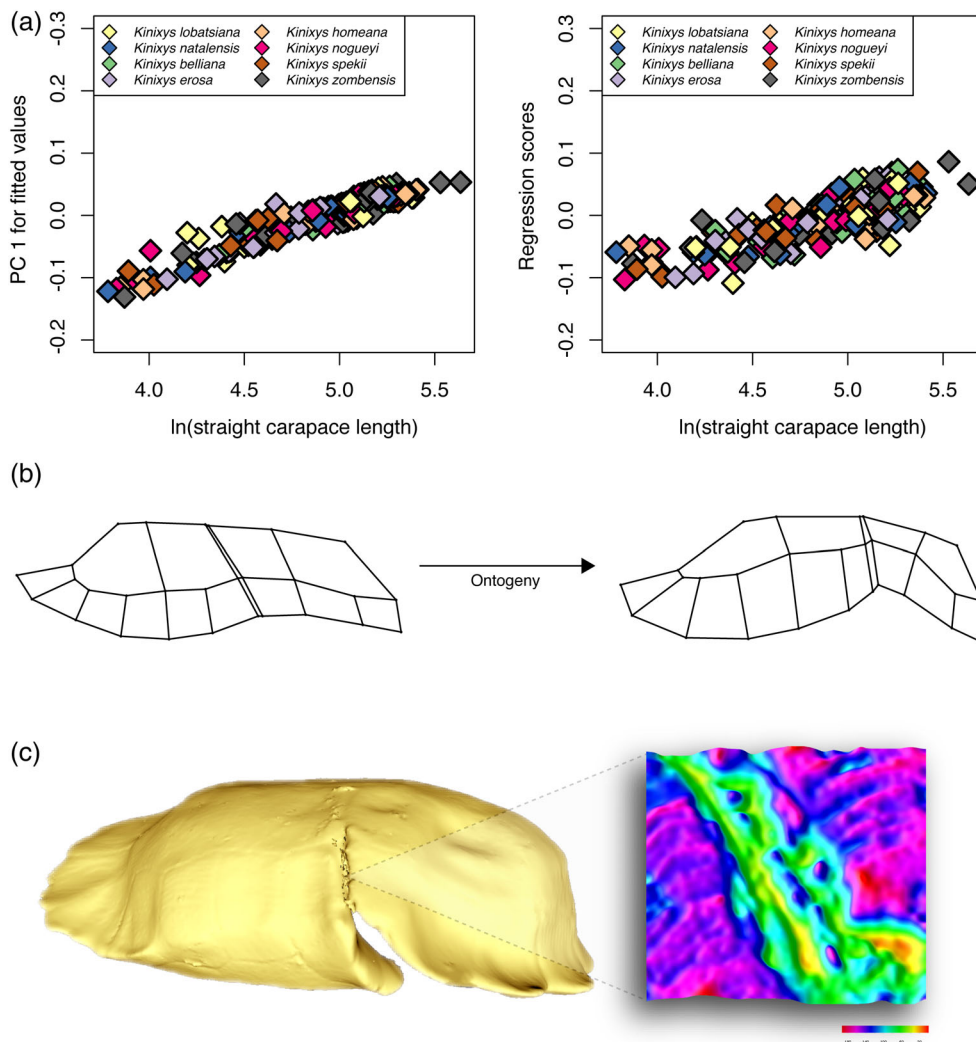 (a)
Kinixys lobatsiana
Kinixys natalensis
Kinixys belliana
Kinixys erosa
Kinixys homeana
Kinixys nogueyi
Kinixys spekii
Kinixys zombensis
PC 1 for fitted values
-0.3
0.2
0.1
0.0
-0.1
-0.2
4.0 4.5 5.0 5.5
ln(straight carapace length)
Kinixys lobatsiana
Kinixys natalensis
Kinixys belliana
Kinixys erosa
Kinixys homeana
Kinixys nogueyi
Kinixys spekii
Kinixys zombensis
Regression scores
0.3
0.2
0.1
0.0
-0.1
-0.2
4.0 4.5 5.0 5.5
ln(straight carapace length)
(b)
Ontogeny
(c)